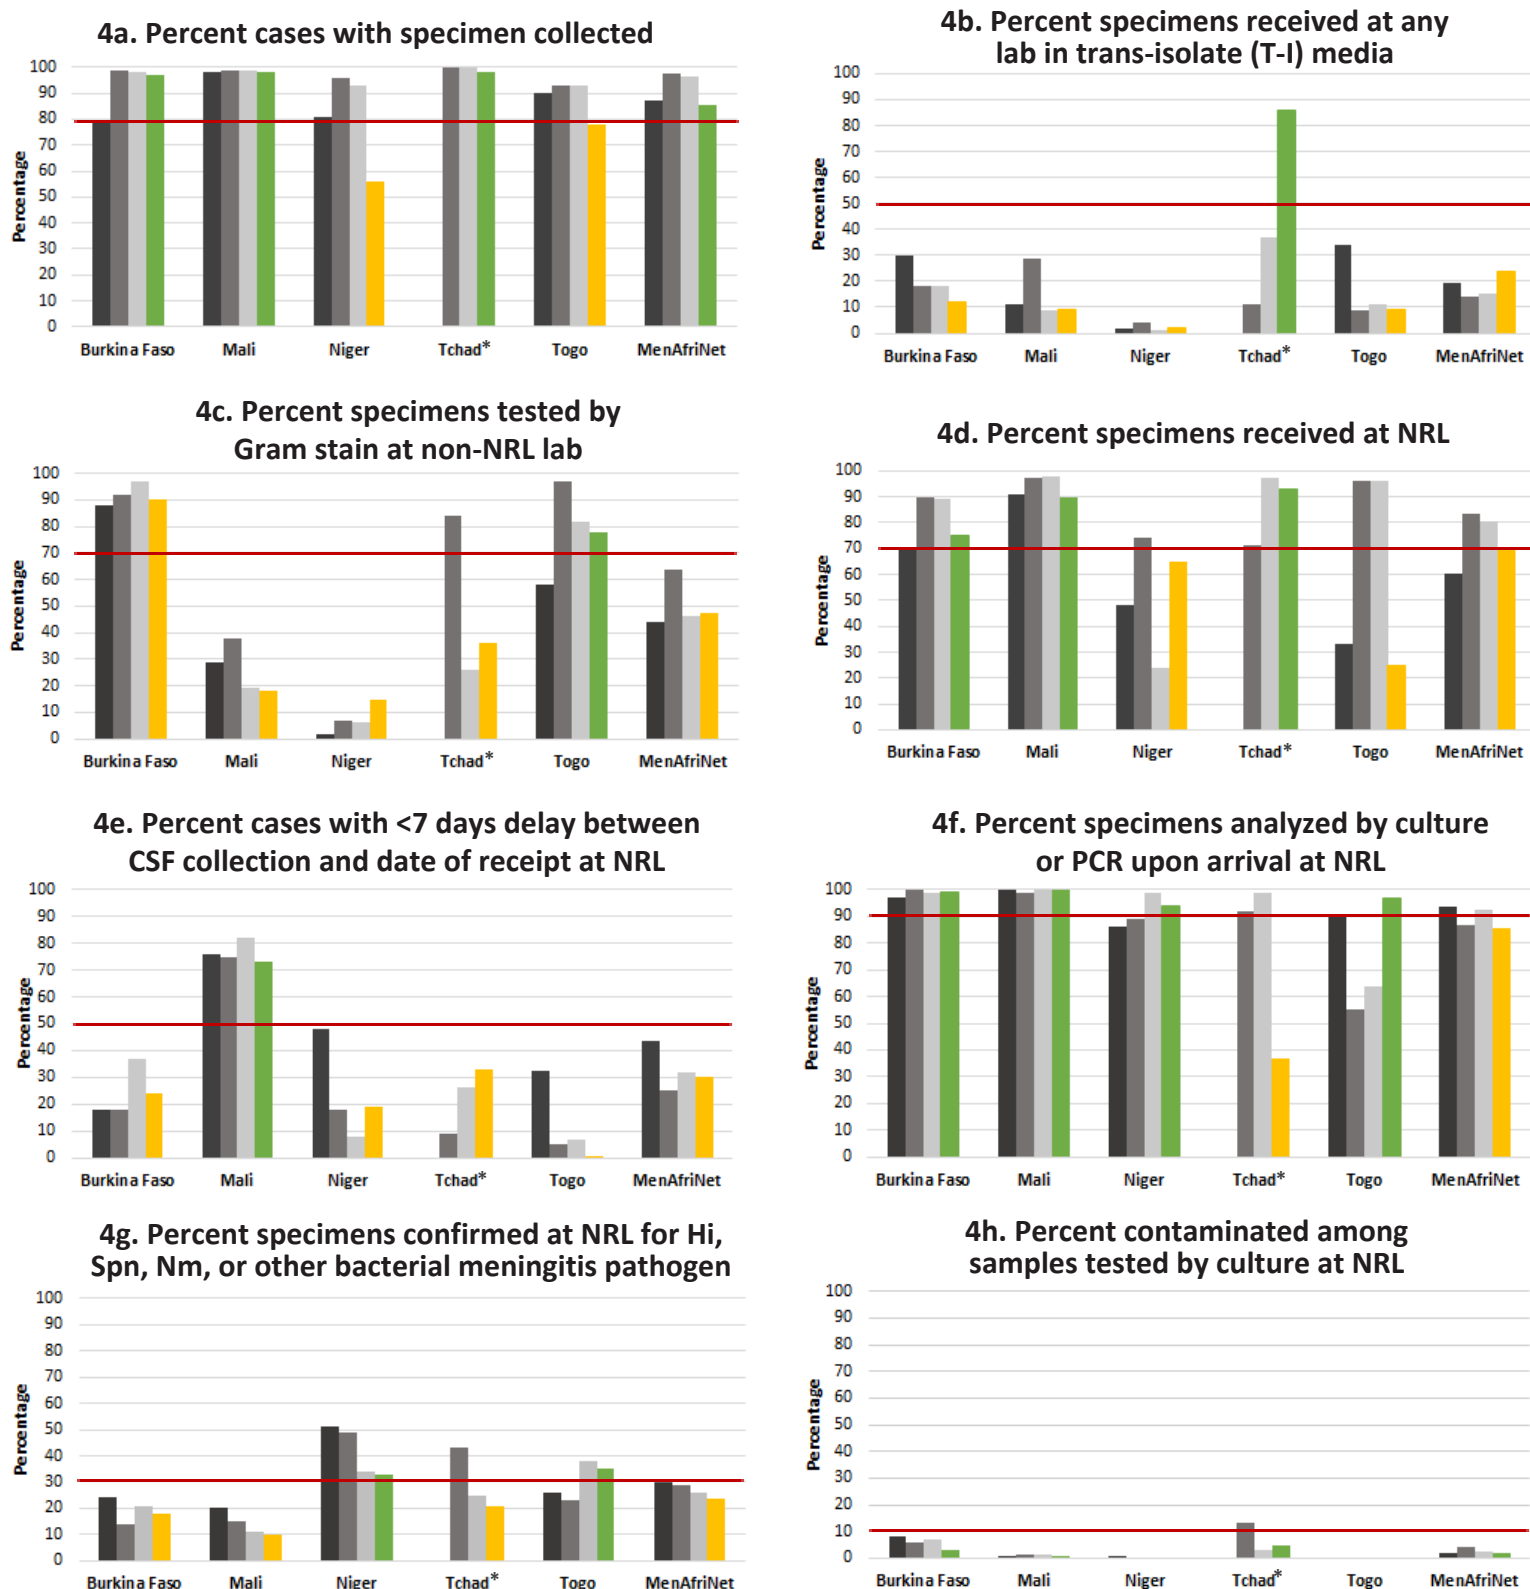 4a. Percent cases with specimen collected
100
90
80
70
60
50
40
30
20
10
0
Percentage
Burkina Faso Mali Niger Tchad* Togo MenAfriNet
4b. Percent specimens received at any
lab in trans-isolate (T-I) media
100
90
80
70
60
50
40
30
20
10
0
Percentage
Burkina Faso Mali Niger Tchad* Togo MenAfriNet
4c. Percent specimens tested by
Gram stain at non-NRL lab
100
90
80
70
60
50
40
30
20
10
0
Percentage
Burkina Faso Mali Niger Tchad* Togo MenAfriNet
4d. Percent specimens received at NRL
100
90
80
70
60
50
40
30
20
10
0
Percentage
Burkina Faso Mali Niger Tchad* Togo MenAfriNet
4e. Percent cases with <7 days delay between
CSF collection and date of receipt at NRL
100
90
80
70
60
50
40
30
20
10
0
Percentage
Burkina Faso Mali Niger Tchad* Togo MenAfriNet
4f. Percent specimens analyzed by culture
or PCR upon arrival at NRL
100
90
80
70
60
50
40
30
20
10
0
Percentage
Burkina Faso Mali Niger Tchad* Togo MenAfriNet
4g. Percent specimens confirmed at NRL for Hi,
Spn, Nm, or other bacterial meningitis pathogen
100
90
80
70
60
50
40
30
20
10
0
Percentage
Burkina Faso Mali Niger Tchad* Togo MenAfriNet
4h. Percent contaminated among
samples tested by culture at NRL
100
90
80
70
60
50
40
30
20
10
0
Percentage
Burkina Faso Mali Niger Tchad* Togo MenAfriNet